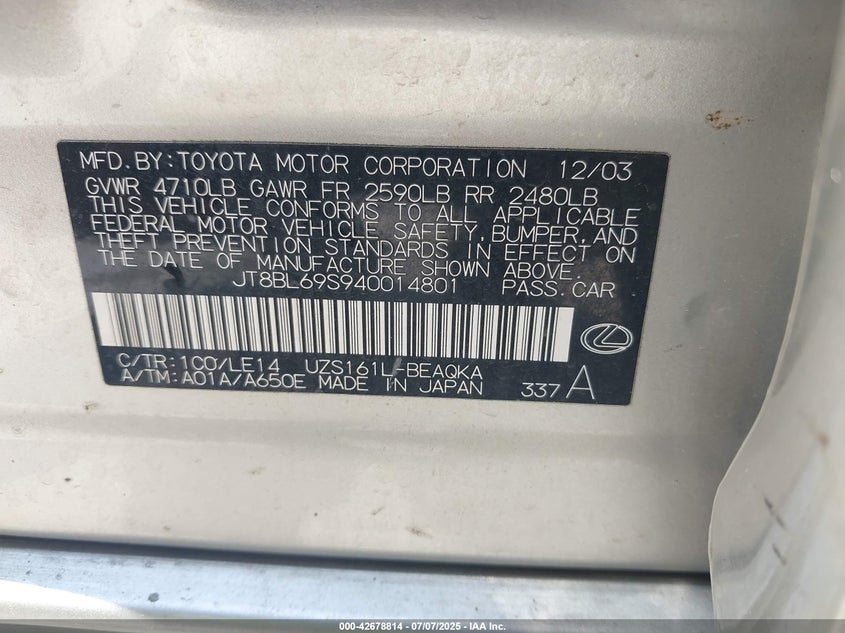 MFD.BY:TOYOTA MOTOR CORPORATION 12/03
GVWR 4710LB GAWR FR 2590LB RR 2480LB
THIS VEHICLE CONFORMS TO ALL APPLICABLE
FEDERAL MOTOR VEHICLE SAFETY,BUMPER,AND
THEFT PREVENTION STANDARDS IN EFFECT ON
THE DATE OF MANUFACTURE SHOWN ABOVE.
JT8BL69S940014801 PASS.CAR
C/TR:1C0/LE14 UZS161L-BEAQKA
A/TM:A01A/A650E MADE IN JAPAN 337A
000-42678814 / 07/07/2025 - IAA Inc.